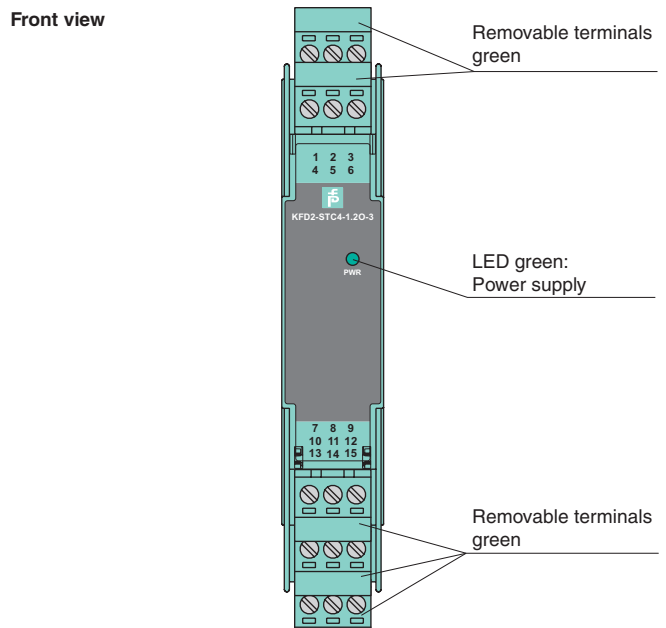 Front view
Removable terminals
green
1 2 3
4 5 6
KFD2-STC4-1.2O-3
PWR
LED green:
Power supply
7 8 9
10 11 12
13 14 15
Removable terminals
green